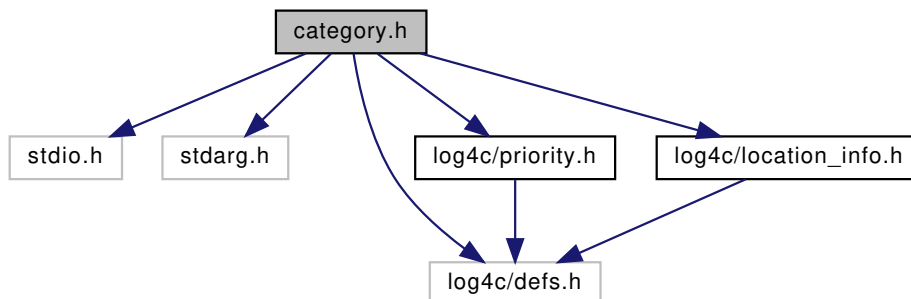 category.h
stdio.h
stdarg.h
log4c/priority.h
log4c/location_info.h
log4c/defs.h